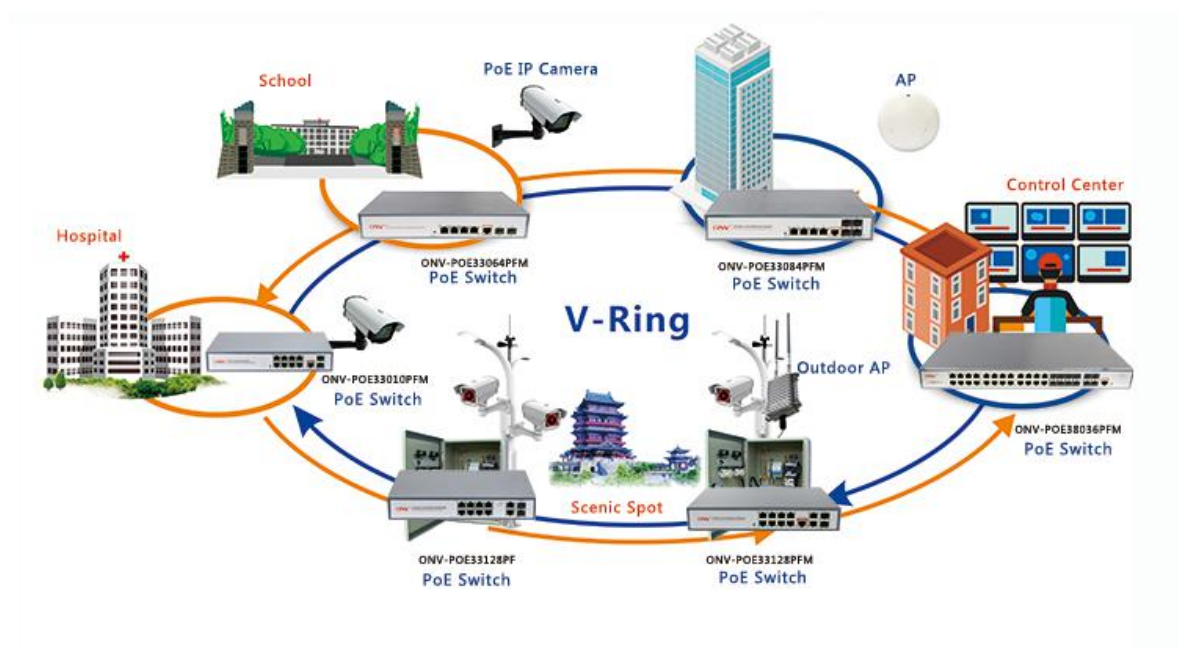 PoE IP Camera
AP
School
Control Center
Hospital
ONV-POE33064PFM
PoE Switch
ONV-POE33084PFM
PoE Switch
V-Ring
Outdoor AP
ONV-POE33010PFM
PoE Switch
ONV-POE38036PFM
PoE Switch
Scenic Spot
ONV-POE33128PF
PoE Switch
ONV-POE33128PFM
PoE Switch